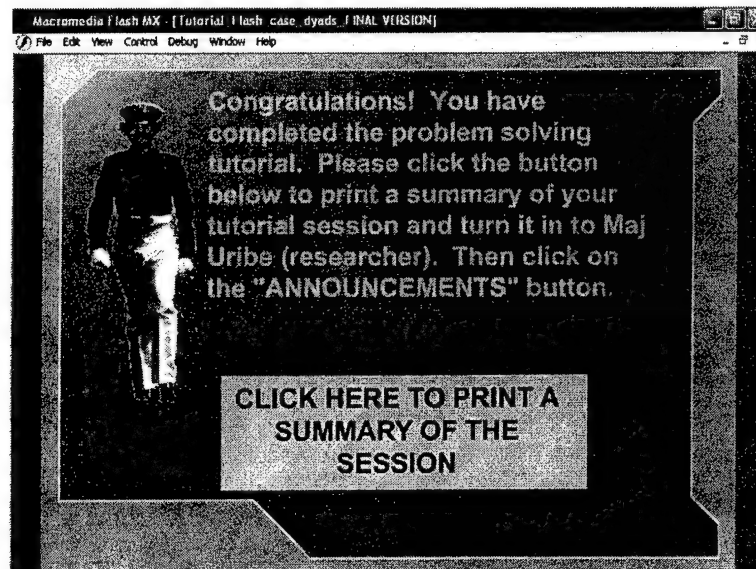 Macromedia Flash MX - [Tutorial_Flash_case_dyads_FINAL VERSION]
File Edit View Control Debug Window Help
Congratulations! You have
completed the problem solving
tutorial. Please click the button
below to print a summary of your
tutorial session and turn it in to Maj
Uribe (researcher). Then click on
the "ANNOUNCEMENTS" button.
CLICK HERE TO PRINT A
SUMMARY OF THE
SESSION